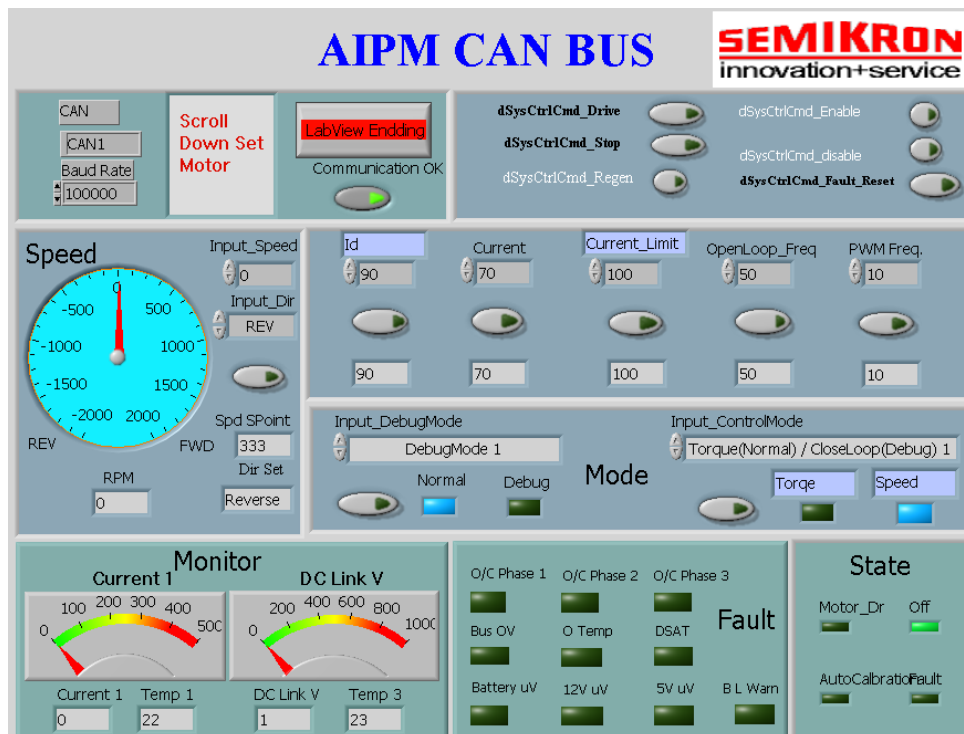 AIPM CAN BUS
SEMIKRON
innovation+service
CAN
CAN1
Baud Rate
100000
Scroll
Down Set
Motor
LabView Endding
Communication OK
dSysCtrlCmd_Drive
dSysCtrlCmd_Enable
dSysCtrlCmd_Stop
dSysCtrlCmd_disable
dSysCtrlCmd_Regen
dSysCtrlCmd_Fault_Reset
Speed
Input_Speed
0
Input_Dir
REV
0
-500 500
-1000 1000
-1500 1500
-2000 2000
REV
FWD
Spd SPoint
333
Dir Set
Reverse
RPM
0
Id Current Current_Limit OpenLoop_Freq PWM Freq.
90 70 100 50 10
90 70 100 50 10
Input_DebugMode
DebugMode 1
Normal Debug
Mode
Input_ControlMode
Torque(Normal) / CloseLoop(Debug) 1
Torqe Speed
Monitor
Current 1 DC Link V
0 100 200 300 400 500
0 200 400 600 800 1000
Current 1 Temp 1 DC Link V Temp 3
0 22 1 23
O/C Phase 1 O/C Phase 2 O/C Phase 3
Fault
Bus OV O Temp DSAT
Battery uV 12V uV 5V uV B L Warn
State
Motor_Dr Off
AutoCalbration Fault